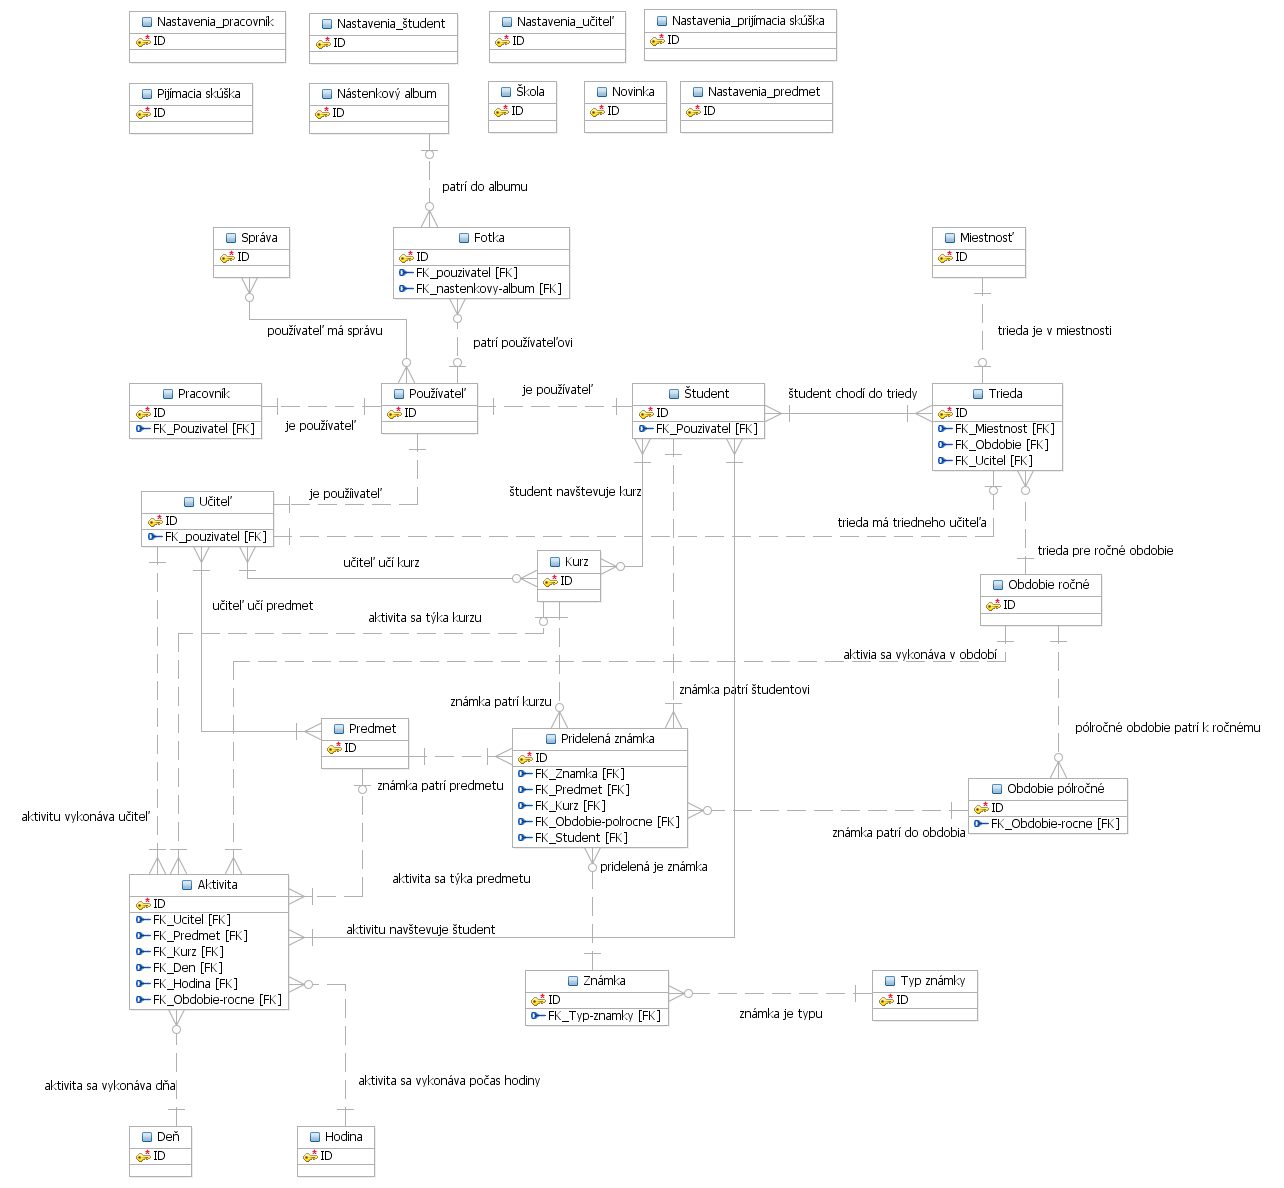 Nastavenia_pracovník
ID
Nastavenia_študent
ID
Nastavenia_učiteľ
ID
Nastavenia_prijímacia skúška
ID
Pijímacia skúška
ID
Nástenkový album
ID
Škola
ID
Novinka
ID
Nastavenia_predmet
ID
patrí do albumu
Správa
ID
Fotka
ID
FK_pouzivatel [FK]
FK_nastenkovy-album [FK]
Miestnosť
ID
používateľ má správu
patrí používateľovi
trieda je v miestnosti
Pracovník
ID
FK_Pouzivatel [FK]
je používateľ
Používateľ
ID
je používateľ
Študent
ID
FK_Pouzivatel [FK]
študent chodí do triedy
Trieda
ID
FK_Miestnost [FK]
FK_Obdobie [FK]
FK_Ucitel [FK]
Učiteľ
ID
FK_pouzivatel [FK]
je použiívateľ
študent navštevuje kurz
trieda má triedneho učiteľa
trieda pre ročné obdobie
učiteľ učí kurz
Kurz
ID
Obdobie ročné
ID
učiteľ učí predmet
aktivita sa týka kurzu
aktivia sa vykonáva v období
známka patrí kurzu
známka patrí študentovi
pólročné obdobie patrí k ročnému
Predmet
ID
známka patrí predmetu
Pridelená známka
ID
FK_Znamka [FK]
FK_Predmet [FK]
FK_Kurz [FK]
FK_Obdobie-polrocne [FK]
FK_Student [FK]
Obdobie pólročné
ID
FK_Obdobie-rocne [FK]
známka patrí do obdobia
aktivitu vykonáva učiteľ
pridelená je známka
aktivita sa týka predmetu
Aktivita
ID
FK_Ucitel [FK]
FK_Predmet [FK]
FK_Kurz [FK]
FK_Den [FK]
FK_Hodina [FK]
FK_Obdobie-rocne [FK]
aktivitu navštevuje študent
Známka
ID
FK_Typ-znamky [FK]
známka je typu
Typ známky
ID
aktivita sa vykonáva dňa
aktivita sa vykonáva počas hodiny
Deň
ID
Hodina
ID